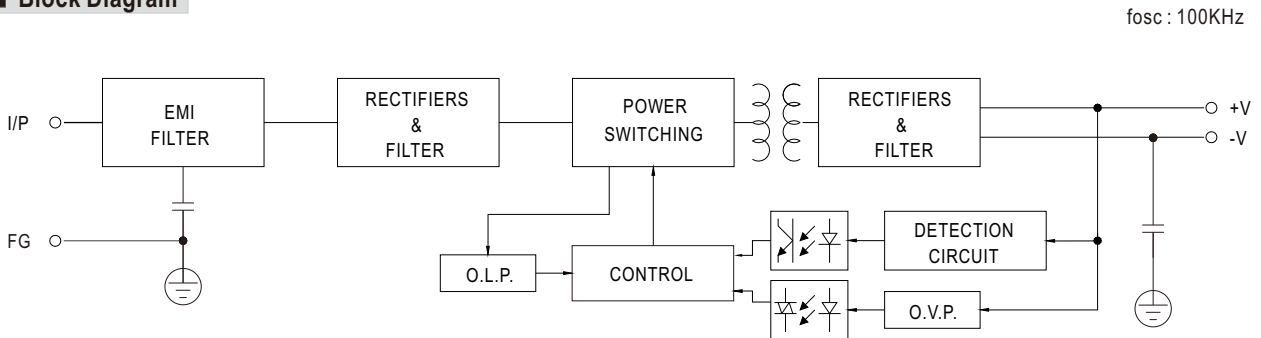 Block Diagram
fosc : 100KHz
I/P
EMI
FILTER
RECTIFIERS
&
FILTER
POWER
SWITCHING
RECTIFIERS
&
FILTER
+V
-V
FG
O.L.P.
CONTROL
DETECTION
CIRCUIT
O.V.P.